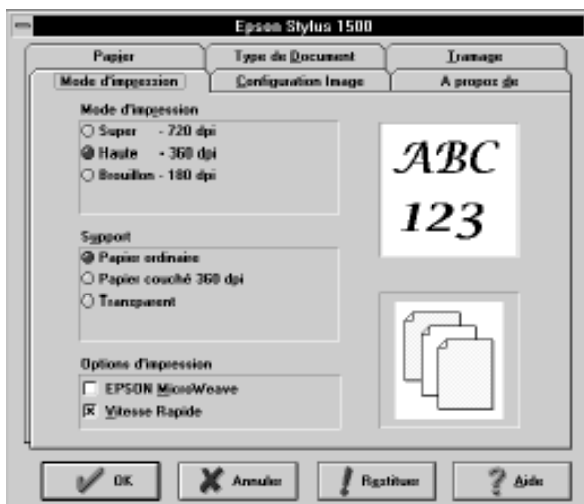 Epson Stylus 1500
Papier Type de Document Tramage
Mode d'impression Configuration Image A propos de
Mode d'impression
Super - 720 dpi
Haute - 360 dpi
Brouillon - 180 dpi
ABC
123
Support
Papier ordinaire
Papier couché 360 dpi
Transparent
Options d'impression
EPSON MicroWeave
Vitesse Rapide
OK Annuler Restituer Aide